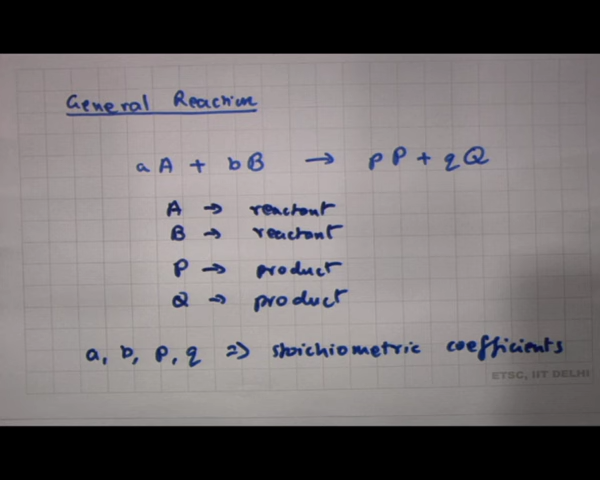 General Reaction
aA + bB → pP + qQ
A → reactant
B → reactant
P → product
Q → product
a, b, p, q ⇒ stoichiometric coefficients
ETSC, IIT DELHI